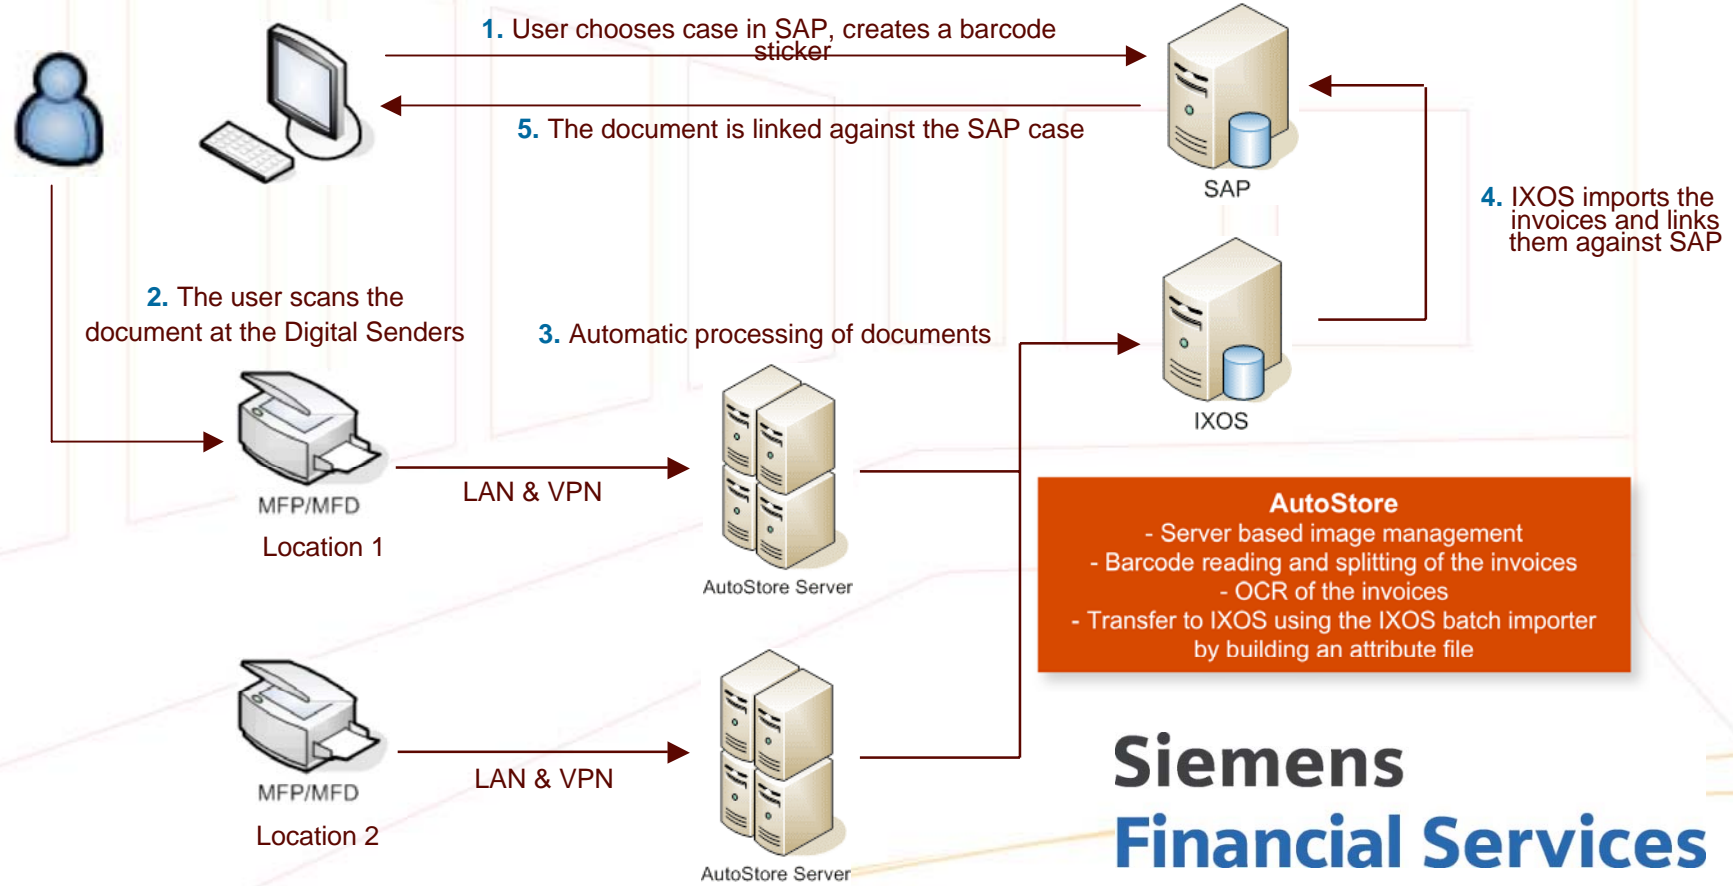 1. User chooses case in SAP, creates a barcode
sticker
5. The document is linked against the SAP case
SAP
4. IXOS imports the
invoices and links
them against SAP
2. The user scans the
document at the Digital Senders
3. Automatic processing of documents
IXOS
MFP/MFD
LAN & VPN
Location 1
AutoStore Server
AutoStore
- Server based image management
- Barcode reading and splitting of the invoices
- OCR of the invoices
- Transfer to IXOS using the IXOS batch importer
by building an attribute file
MFP/MFD
LAN & VPN
Location 2
AutoStore Server
Siemens
Financial Services